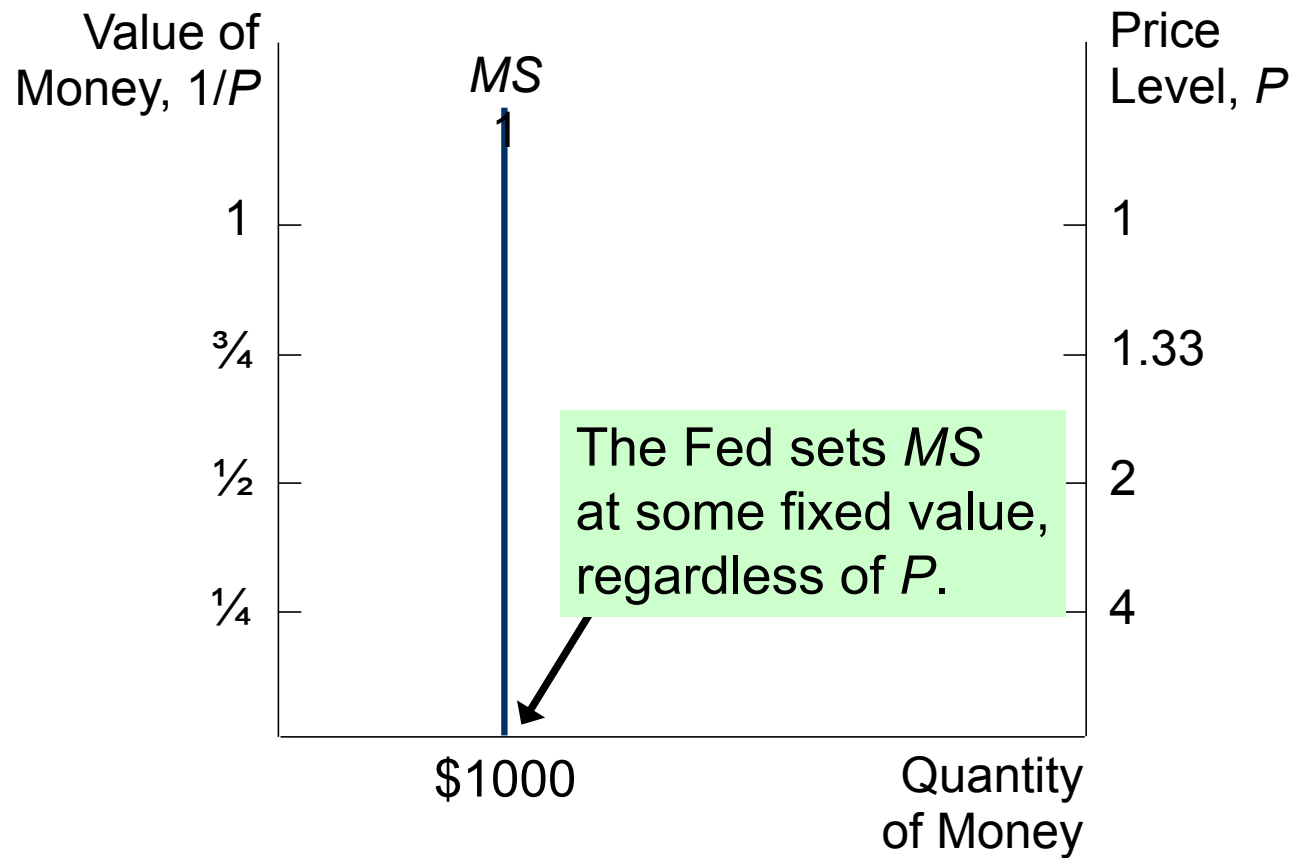 Value of
Money, 1/P
Price
Level, P
MS
1
1
1
¾
1.33
½
2
¼
4
The Fed sets MS
at some fixed value,
regardless of P.
$1000
Quantity
of Money